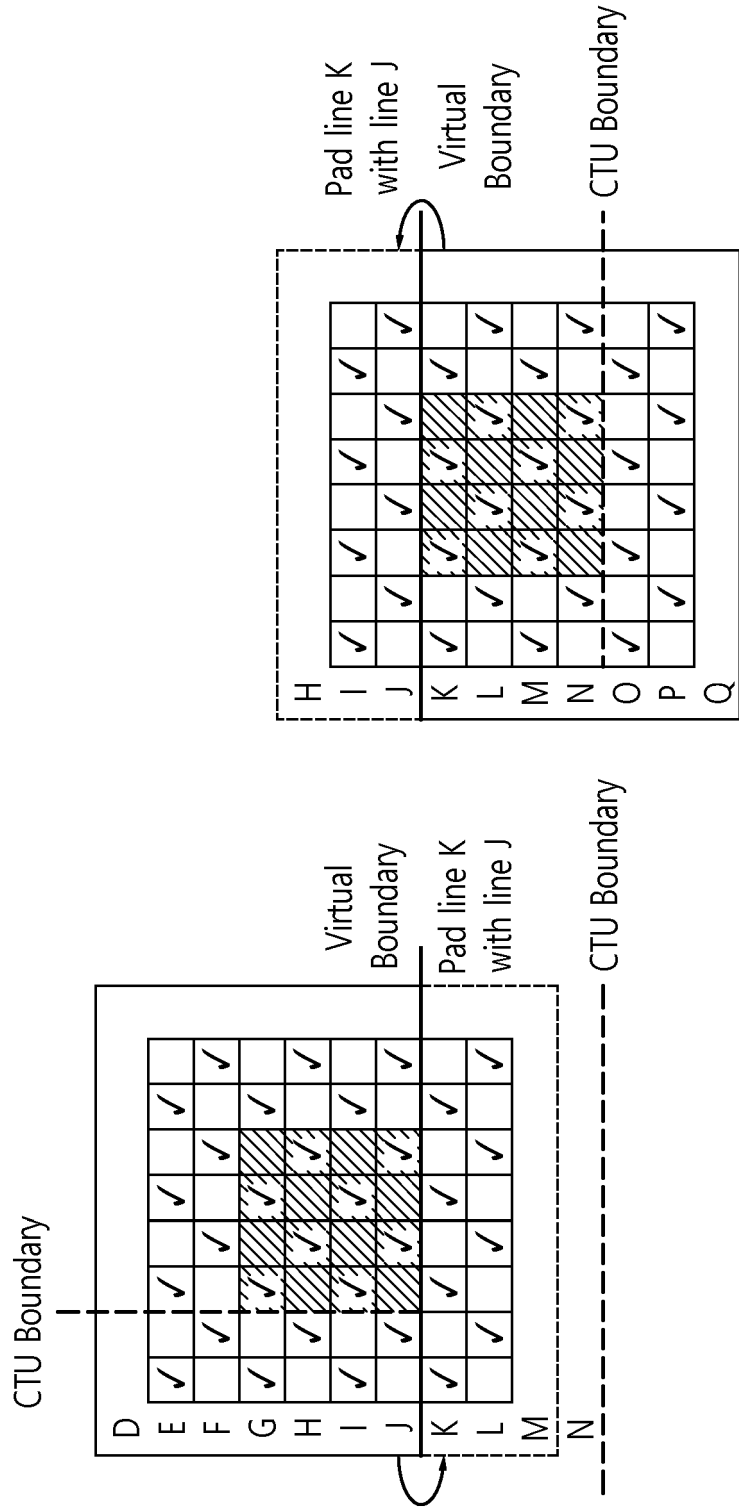 CTU Boundary
D
E
F
G
H
I
J
K
L
M
N
Virtual
Boundary
Pad line K
with line J
CTU Boundary
H
I
J
K
L
M
N
O
P
Q
Pad line K
with line J
Virtual
Boundary
CTU Boundary